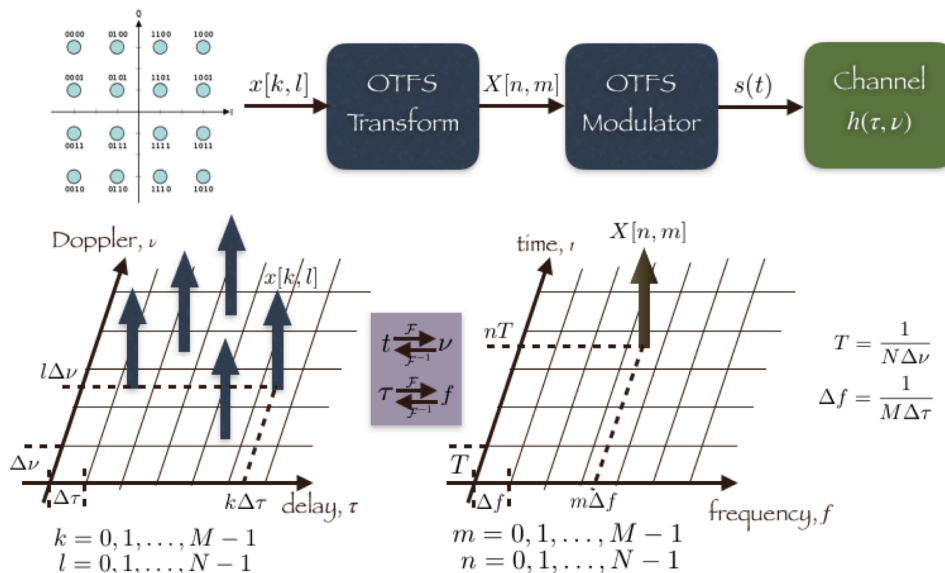 Q
0000 0100 1100 1000
0001 0101 1101 1001
I
0011 0111 1111 1011
0010 0110 1110 1010
x[k, l]
OTFS
Transform
X[n, m]
OTFS
Modulator
s(t)
Channel
h(τ, ν)
Doppler, ν
x[k, l]
lΔν
Δν
Δτ
kΔτ
delay, τ
k = 0, 1, . . . , M − 1
l = 0, 1, . . . , N − 1
t F ν
F⁻¹
τ F f
F⁻¹
time, t
X[n, m]
nT
T
Δf
mΔf
frequency, f
m = 0, 1, . . . , M − 1
n = 0, 1, . . . , N − 1
T = 1/NΔν
Δf = 1/MΔτ